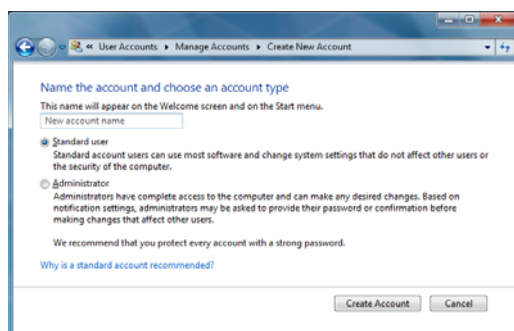 « User Accounts ▸ Manage Accounts ▸ Create New Account
Name the account and choose an account type
This name will appear on the Welcome screen and on the Start menu.
New account name
Standard user
Standard account users can use most software and change system settings that do not affect other users or
the security of the computer.
Administrator
Administrators have complete access to the computer and can make any desired changes. Based on
notification settings, administrators may be asked to provide their password or confirmation before
making changes that affect other users.
We recommend that you protect every account with a strong password.
Why is a standard account recommended?
Create Account Cancel